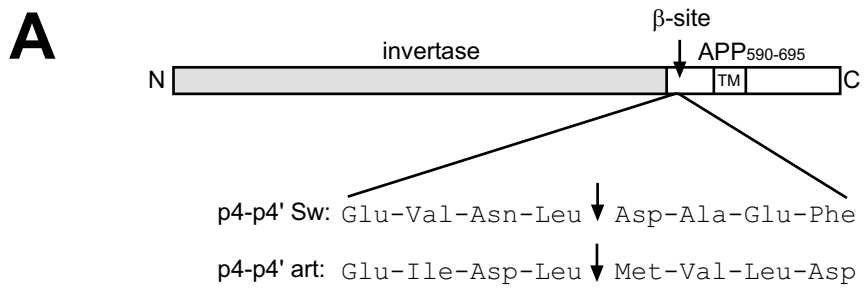 A
β-site
invertase APP590-695
N TM C
p4-p4' Sw: Glu-Val-Asn-Leu Asp-Ala-Glu-Phe
p4-p4' art: Glu-Ile-Asp-Leu Met-Val-Leu-Asp